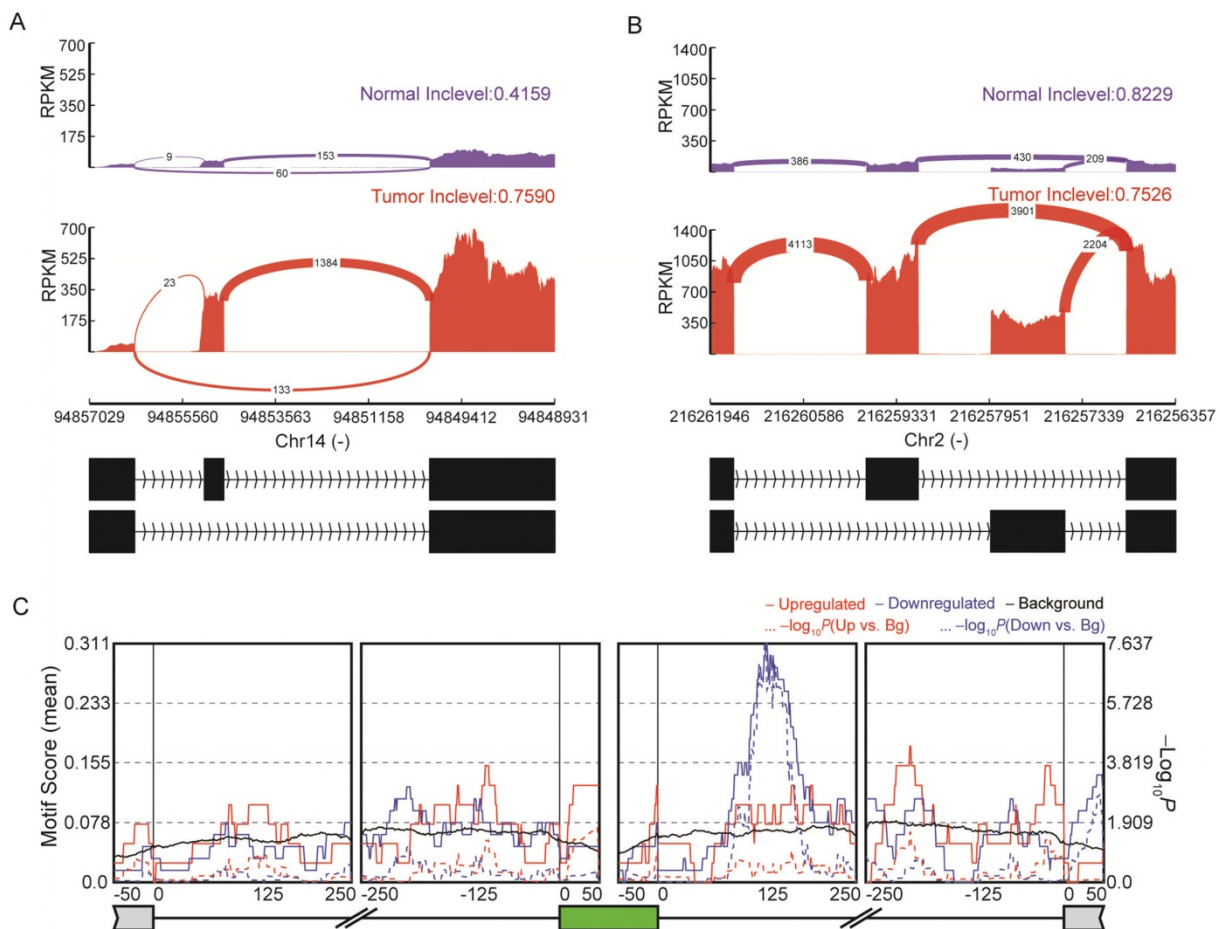 A
700
525
350
175
RPKM
Normal Inclevel:0.4159
9
153
60
Tumor Inclevel:0.7590
700
525
350
175
RPKM
23
1384
133
94857029 94855560 94853563 94851158 94849412 94848931
Chr14 (-)
B
1400
1050
700
350
RPKM
Normal Inclevel:0.8229
386
430
209
Tumor Inclevel:0.7526
1400
1050
700
350
RPKM
4113
3901
2204
216261946 216260586 216259331 216257951 216257339 216256357
Chr2 (-)
C
– Upregulated – Downregulated – Background
... –log10P(Up vs. Bg) ... –log10P(Down vs. Bg)
Motif Score (mean)
0.311
0.233
0.155
0.078
0.0
7.637
5.728
3.819
1.909
0.0
–Log10P
-50 0 125 250 -250 -125 0 50 -50 0 125 250 -250 -125 0 50